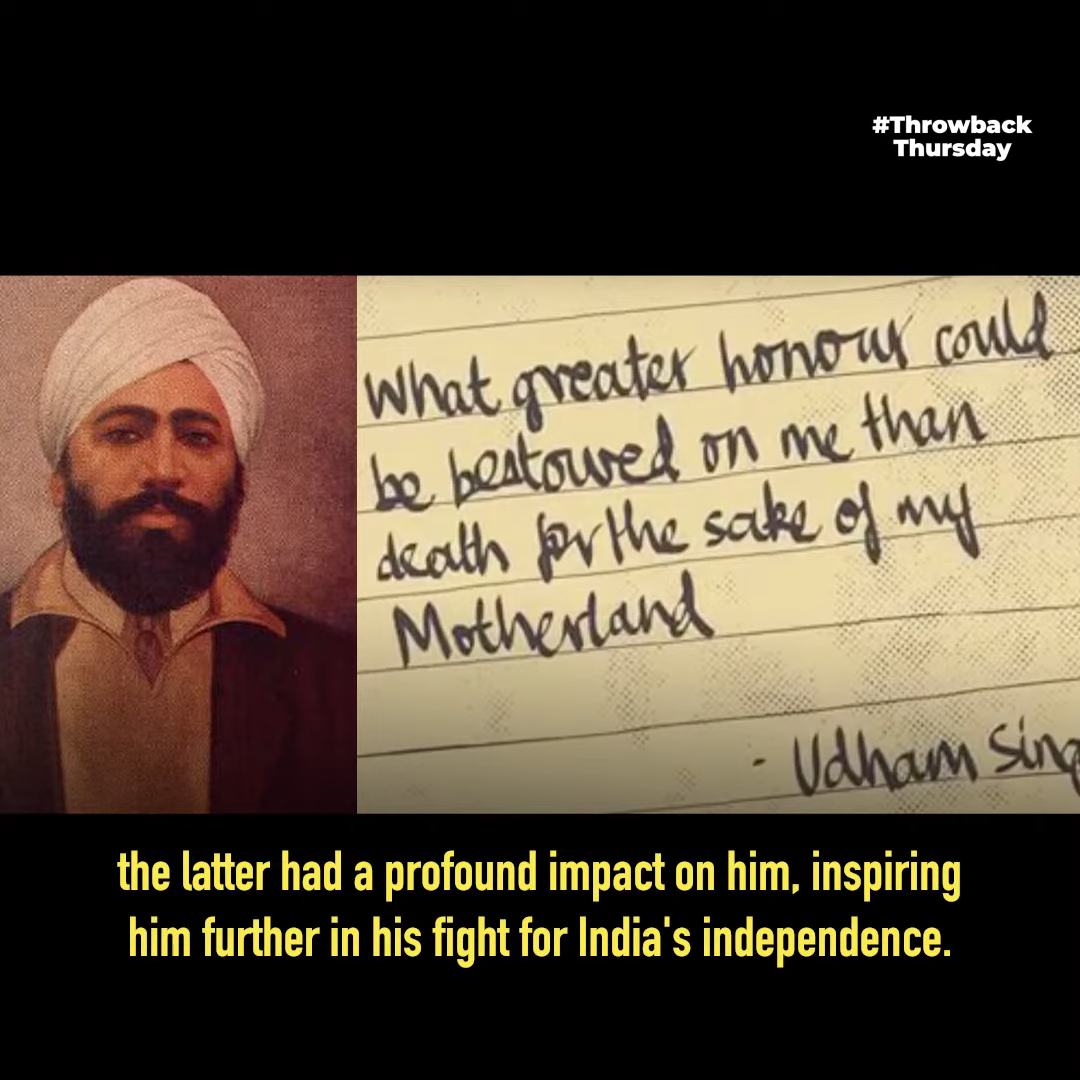 #Throwback
Thursday
What greater honour could
be bestowed on me than
death for the sake of my
Motherland
- Udham Sing
the latter had a profound impact on him, inspiring
him further in his fight for India's independence.